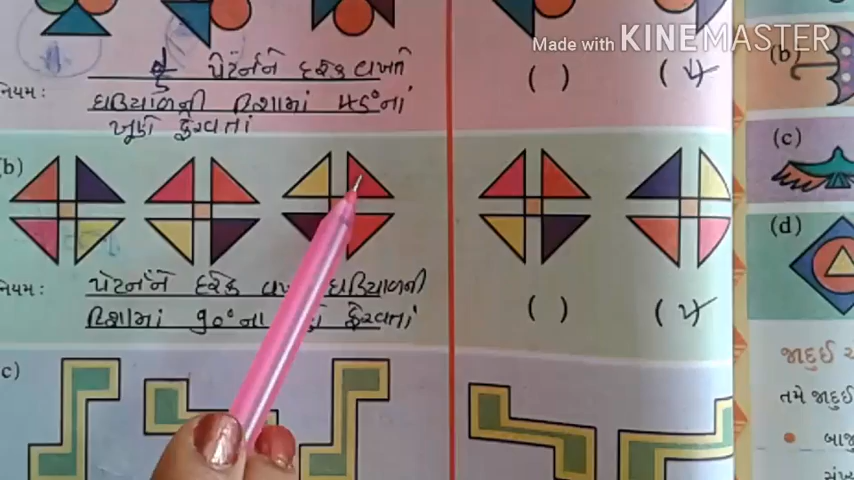 Made with KINEMASTER
નિયમ :
પેટર્નને દરેક વખતે
ઘડિયાળની દિશામાં ૪૫°નાં
ખૂણે ફેરવતાં
( ) ( )
(b)
(b)
(c)
(d)
નિયમ :
પેટર્નને દરેક ઘડિયાળની
દિશામાં ૯૦°ના ફેરવતાં
( ) ( )
c)
જાદુઈ
તમે જાદુઈ